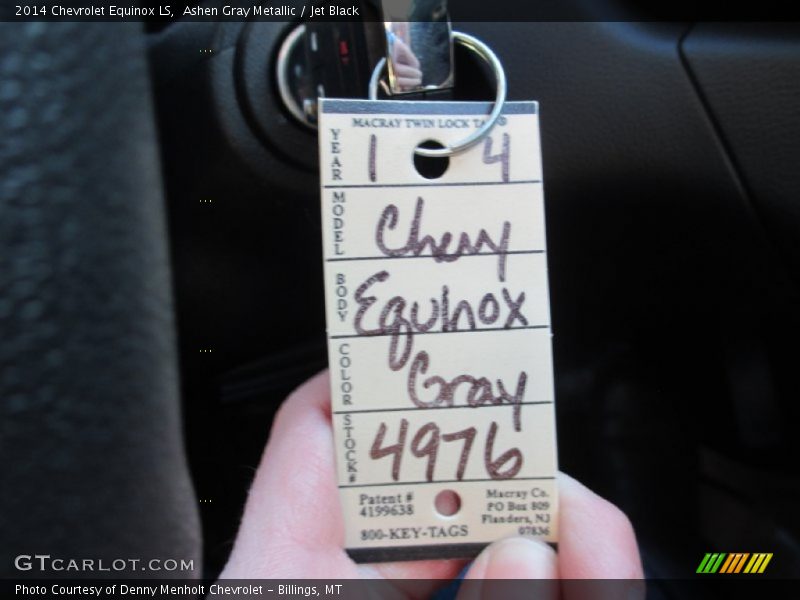 2014 Chevrolet Equinox LS,  Ashen Gray Metallic / Jet Black
MACRAY TWIN LOCK
YEAR 1 4
MODEL Chevy
BODY Equinox
COLOR Gray
STOCK# 4976
Patent #
4199638
800-KEY-TAGS
Macray Co.
PO Box 809
Flanders, NJ
07836
GTCARLOT.COM
Photo Courtesy of Denny Menholt Chevrolet - Billings, MT